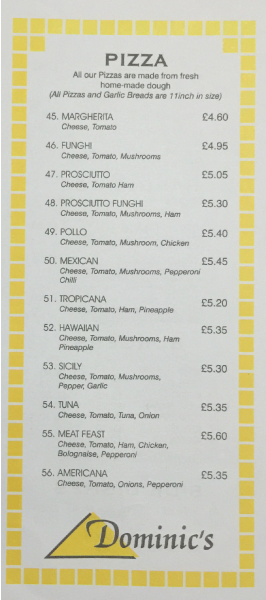 PIZZA
All our Pizzas are made from fresh
home-made dough
(All Pizzas and Garlic Breads are 11inch in size)
45. MARGHERITA £4.60
Cheese, Tomato
46. FUNGHI £4.95
Cheese, Tomato, Mushrooms
47. PROSCIUTTO £5.05
Cheese, Tomato Ham
48. PROSCIUTTO FUNGHI £5.30
Cheese, Tomato, Mushrooms, Ham
49. POLLO £5.40
Cheese, Tomato, Mushroom, Chicken
50. MEXICAN £5.45
Cheese, Tomato, Mushrooms, Pepperoni
Chilli
51. TROPICANA £5.20
Cheese, Tomato, Ham, Pineapple
52. HAWAIIAN £5.35
Cheese, Tomato, Mushrooms, Ham
Pineapple
53. SICILY £5.30
Cheese, Tomato, Mushrooms,
Pepper, Garlic
54. TUNA £5.35
Cheese, Tomato, Tuna, Onion
55. MEAT FEAST £5.60
Cheese, Tomato, Ham, Chicken,
Bolognaise, Pepperoni
56. AMERICANA £5.35
Cheese, Tomato, Onions, Pepperoni
Dominic's